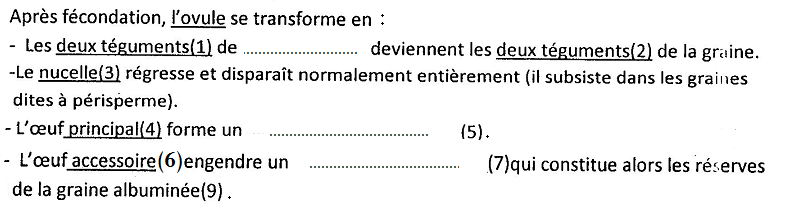 Après fécondation, l'ovule se transforme en :
- Les deux téguments(1) de .............................. deviennent les deux téguments(2) de la graine.
-Le nucelle(3) régresse et disparaît normalement entièrement (il subsiste dans les graines
dites à périsperme).
- L'œuf principal(4) forme un .......................................... (5).
- L'œuf accessoire(6)engendre un ........................................ (7)qui constitue alors les réserves
de la graine albuminée(9).